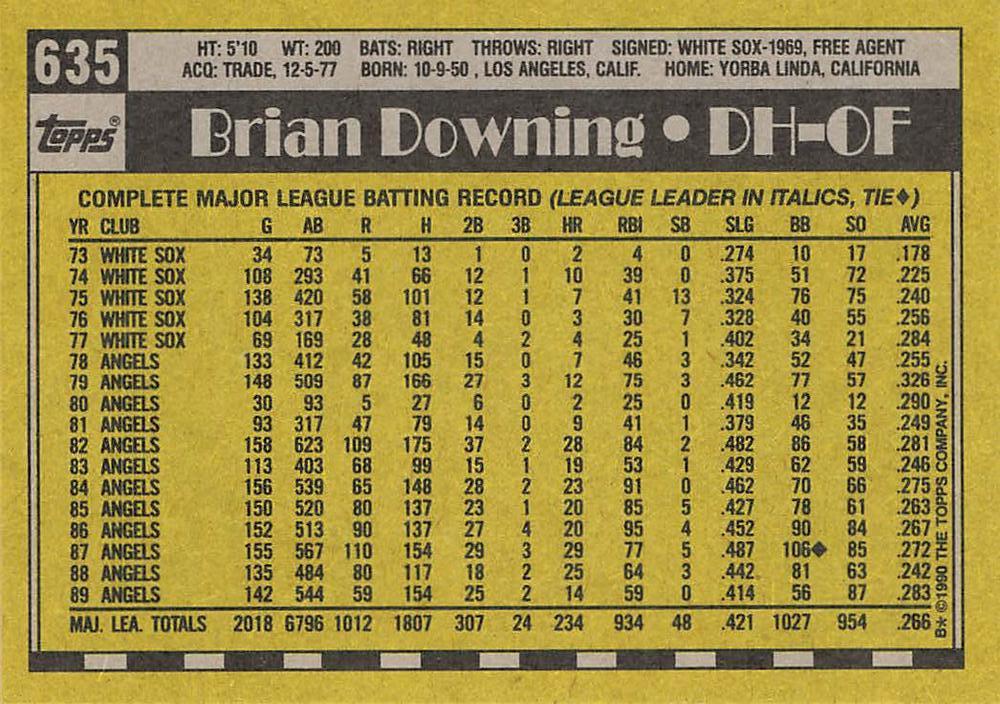 635
HT: 5'10 WT: 200 BATS: RIGHT THROWS: RIGHT SIGNED: WHITE SOX-1969, FREE AGENT
ACQ: TRADE, 12-5-77 BORN: 10-9-50 , LOS ANGELES, CALIF. HOME: YORBA LINDA, CALIFORNIA
TOPPS®
Brian Downing • DH-OF
COMPLETE MAJOR LEAGUE BATTING RECORD (LEAGUE LEADER IN ITALICS, TIE♦)
YR CLUB G AB R H 2B 3B HR RBI SB SLG BB SO AVG
73 WHITE SOX 34 73 5 13 1 0 2 4 0 .274 10 17 .178
74 WHITE SOX 108 293 41 66 12 1 10 39 0 .375 51 72 .225
75 WHITE SOX 138 420 58 101 12 1 7 41 13 .324 76 75 .240
76 WHITE SOX 104 317 38 81 14 0 3 30 7 .328 40 55 .256
77 WHITE SOX 69 169 28 48 4 2 4 25 1 .402 34 21 .284
78 ANGELS 133 412 42 105 15 0 7 46 3 .342 52 47 .255
79 ANGELS 148 509 87 166 27 3 12 75 3 .462 77 57 .326
80 ANGELS 30 93 5 27 6 0 2 25 0 .419 12 12 .290
81 ANGELS 93 317 47 79 14 0 9 41 1 .379 46 35 .249
82 ANGELS 158 623 109 175 37 2 28 84 2 .482 86 58 .281
83 ANGELS 113 403 68 99 15 1 19 53 1 .429 62 59 .246
84 ANGELS 156 539 65 148 28 2 23 91 0 .462 70 66 .275
85 ANGELS 150 520 80 137 23 1 20 85 5 .427 78 61 .263
86 ANGELS 152 513 90 137 27 4 20 95 4 .452 90 84 .267
87 ANGELS 155 567 110 154 29 3 29 77 5 .487 106♦ 85 .272
88 ANGELS 135 484 80 117 18 2 25 64 3 .442 81 63 .242
89 ANGELS 142 544 59 154 25 2 14 59 0 .414 56 87 .283
MAJ. LEA. TOTALS 2018 6796 1012 1807 307 24 234 934 48 .421 1027 954 .266
B* ©1990 THE TOPPS COMPANY, INC.